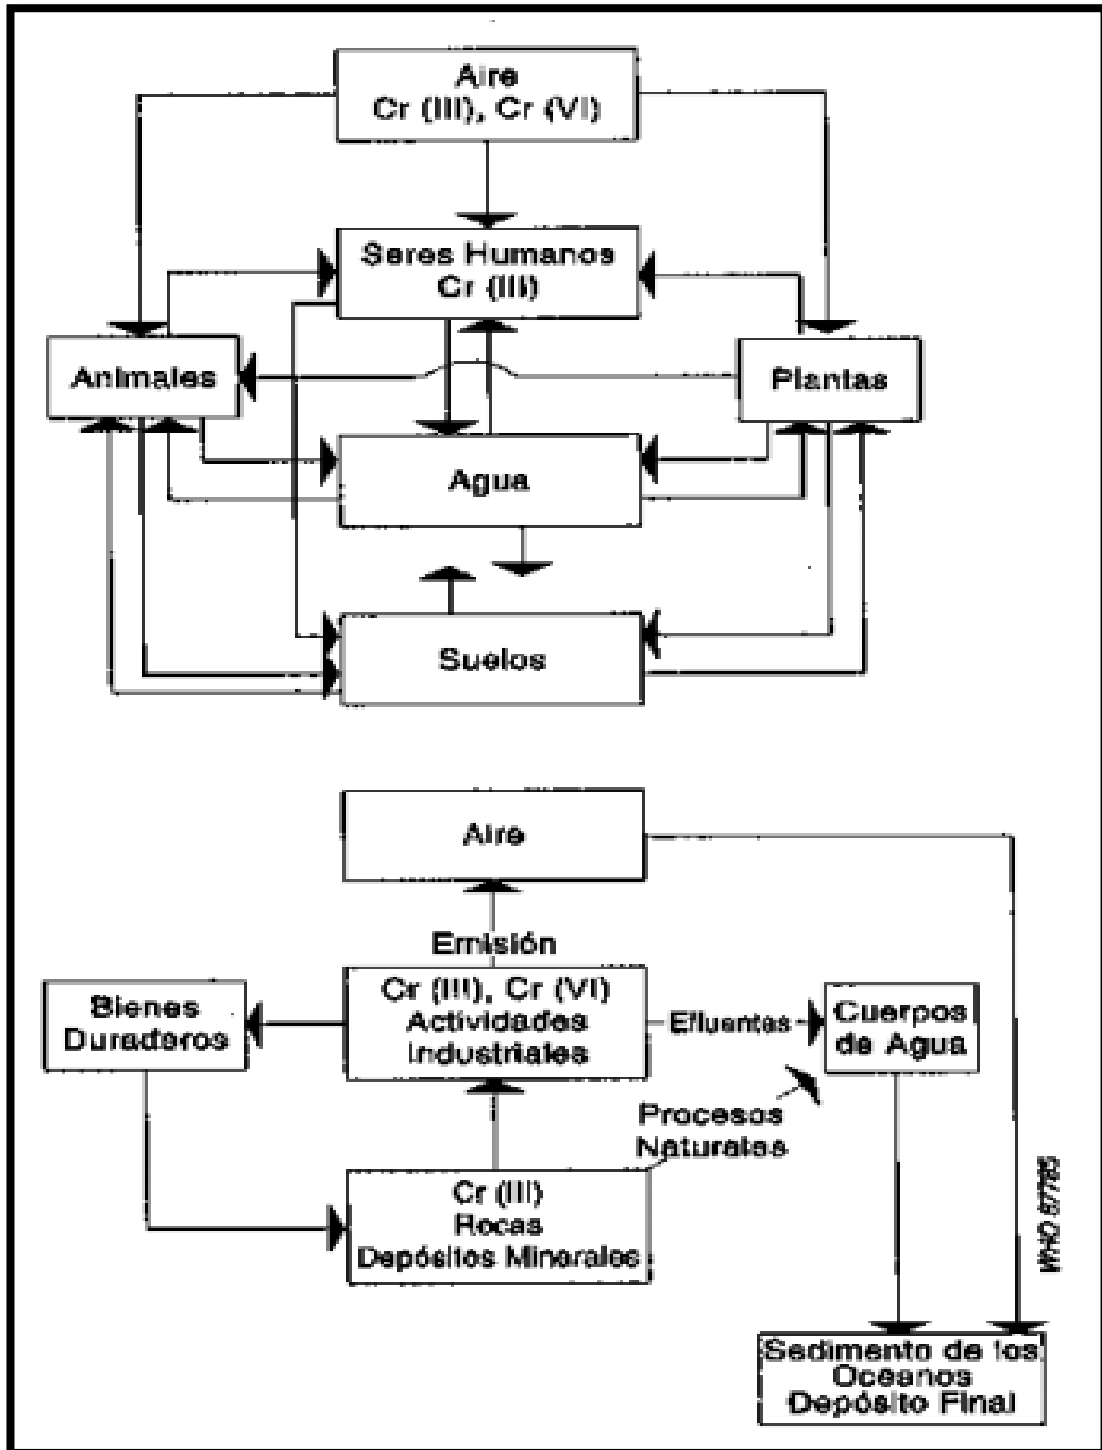 Aire
Cr (III), Cr (VI)
Seres Humanos
Cr (III)
Animales
Plantas
Agua
Suelos
Aire
Emisión
Cr (III), Cr (VI)
Actividades
Industriales
Bienes
Duraderos
Efluentes
Cuerpos
de Agua
Procesos
Naturales
Cr (III)
Rocas
Depósitos Minerales
WHO 87785
Sedimento de los
Océanos
Depósito Final